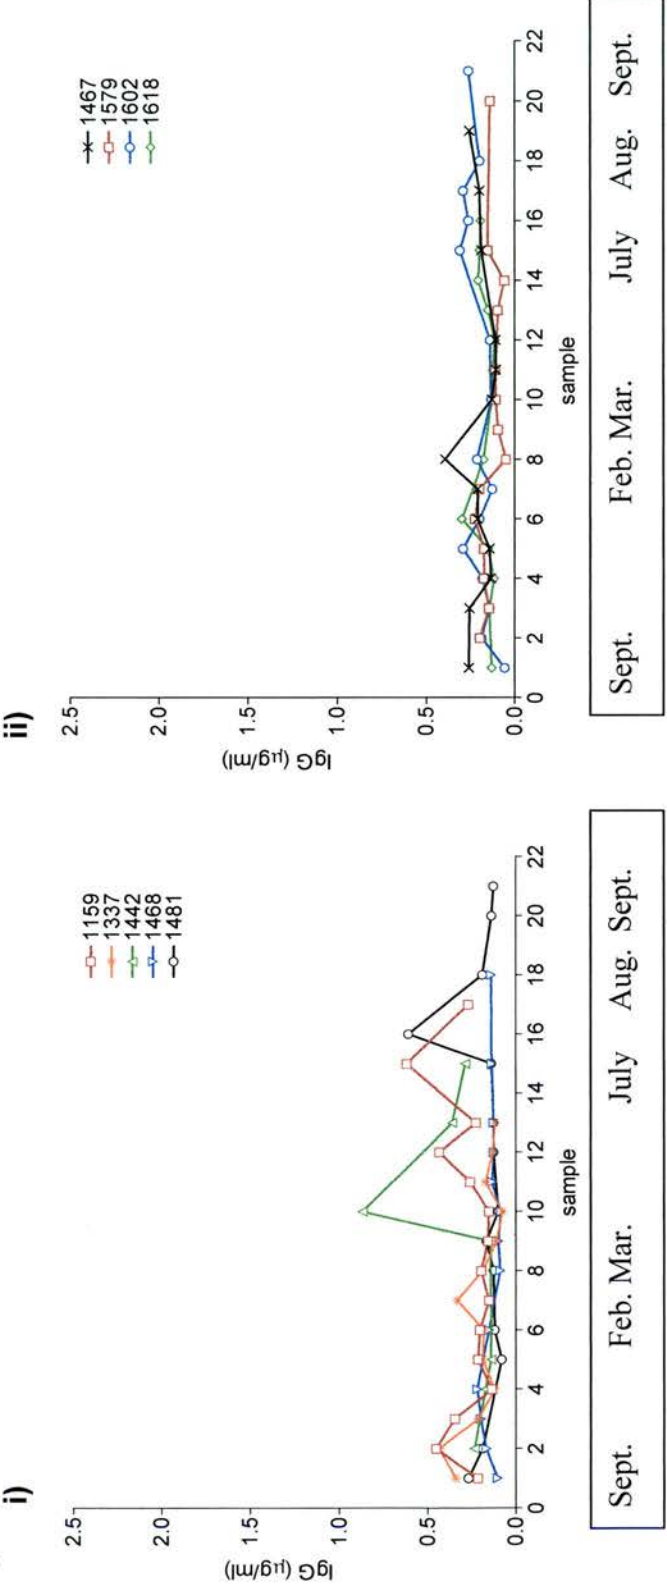 i)
2.5
2.0
1.5
1.0
0.5
0.0
IgG (µg/ml)
1159
1337
1442
1468
1481
0 2 4 6 8 10 12 14 16 18 20 22
sample
Sept. Feb. Mar. July Aug. Sept.
ii)
2.5
2.0
1.5
1.0
0.5
0.0
IgG (µg/ml)
1467
1579
1602
1618
0 2 4 6 8 10 12 14 16 18 20 22
sample
Sept. Feb. Mar. July Aug. Sept.